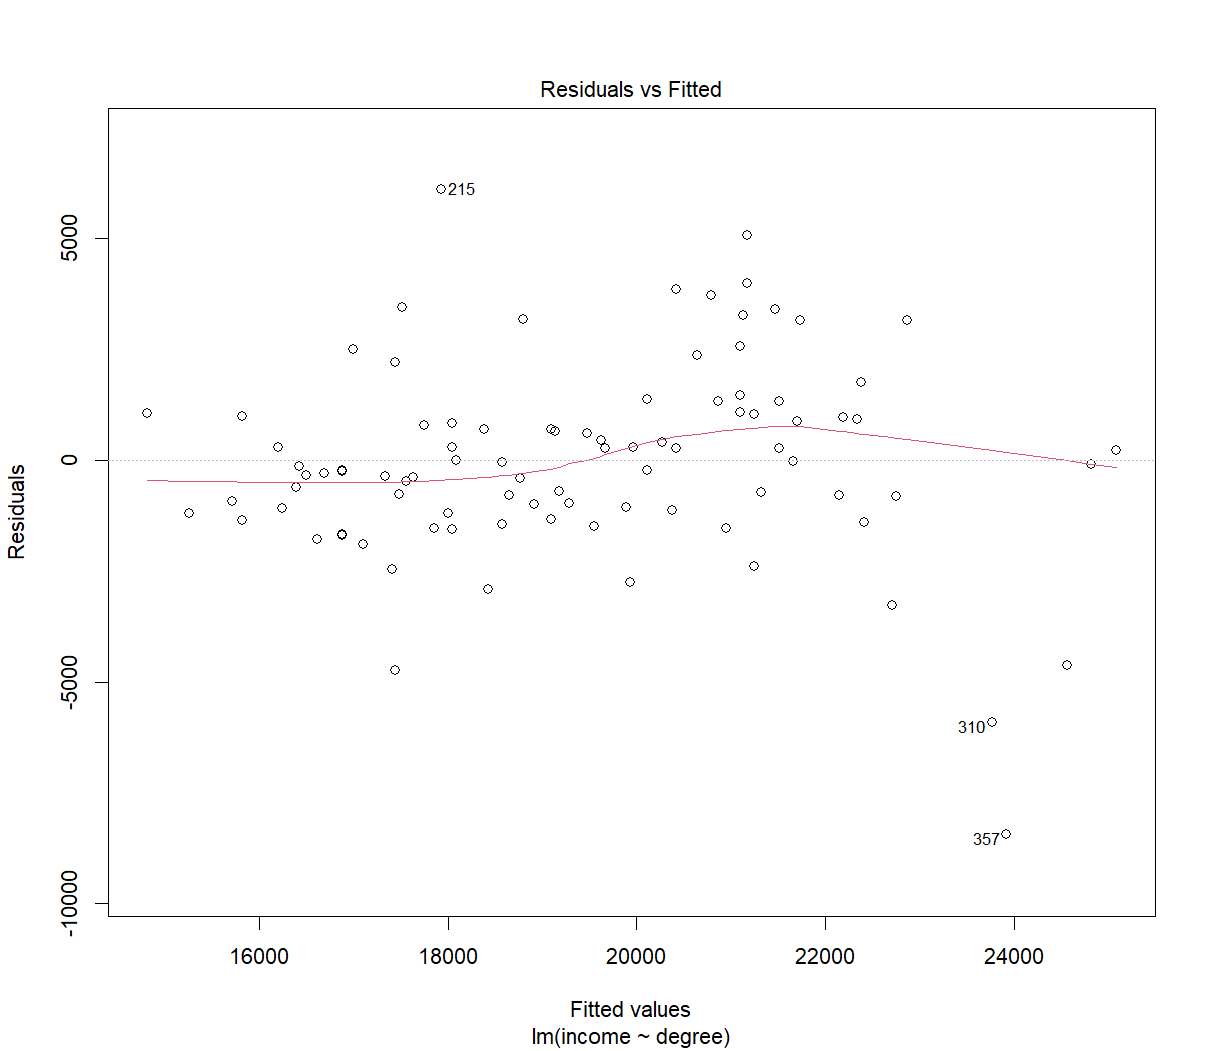 Residuals vs Fitted
215
310
357
5000
0
-5000
-10000
Residuals
16000 18000 20000 22000 24000
Fitted values
lm(income ~ degree)